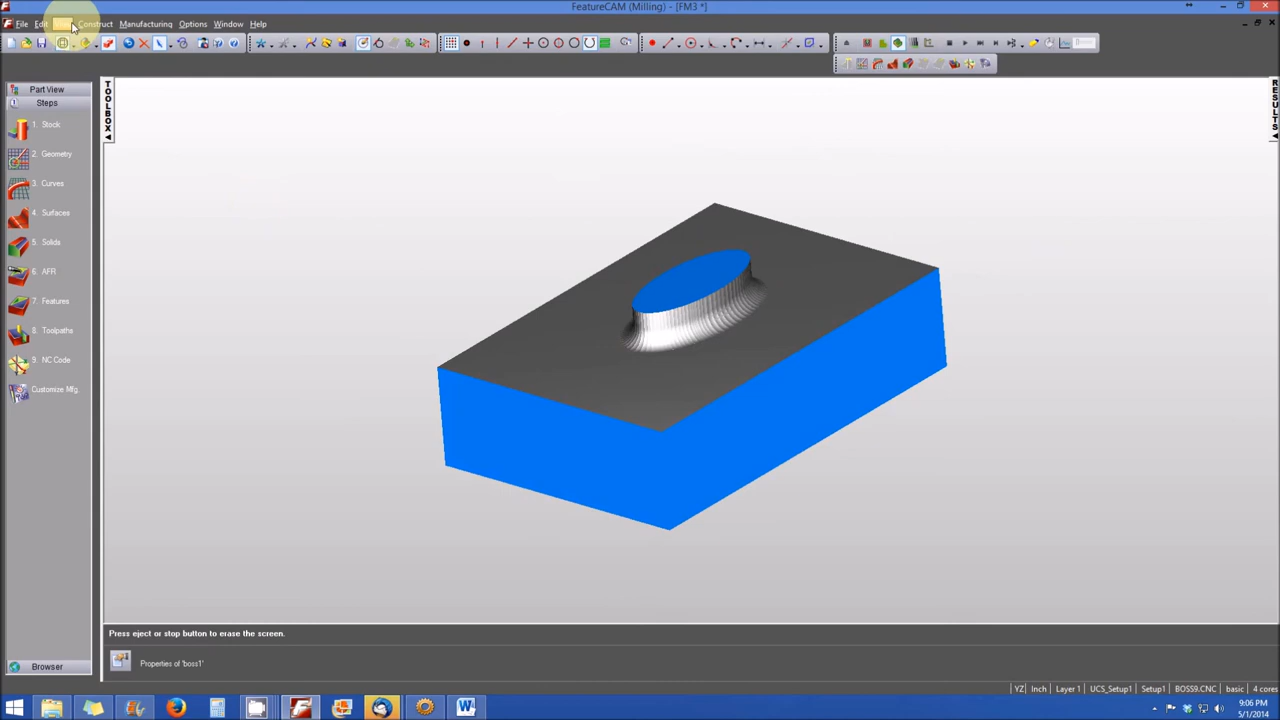 FeatureCAM (Milling) - [FM3 *]
File Edit View Construct Manufacturing Options Window Help
Part View
Steps
1. Stock
2. Geometry
3. Curves
4. Surfaces
5. Solids
6. AFR
7. Features
8. Toolpaths
9. NC Code
Customize Mfg.
Browser
TOOLBOX
RESULTS
Press eject or stop button to erase the screen.
Properties of 'boss1'
YZ Inch Layer 1 UCS_Setup1 Setup1 BOSS9.CNC basic 4 cores
9:06 PM
5/1/2014